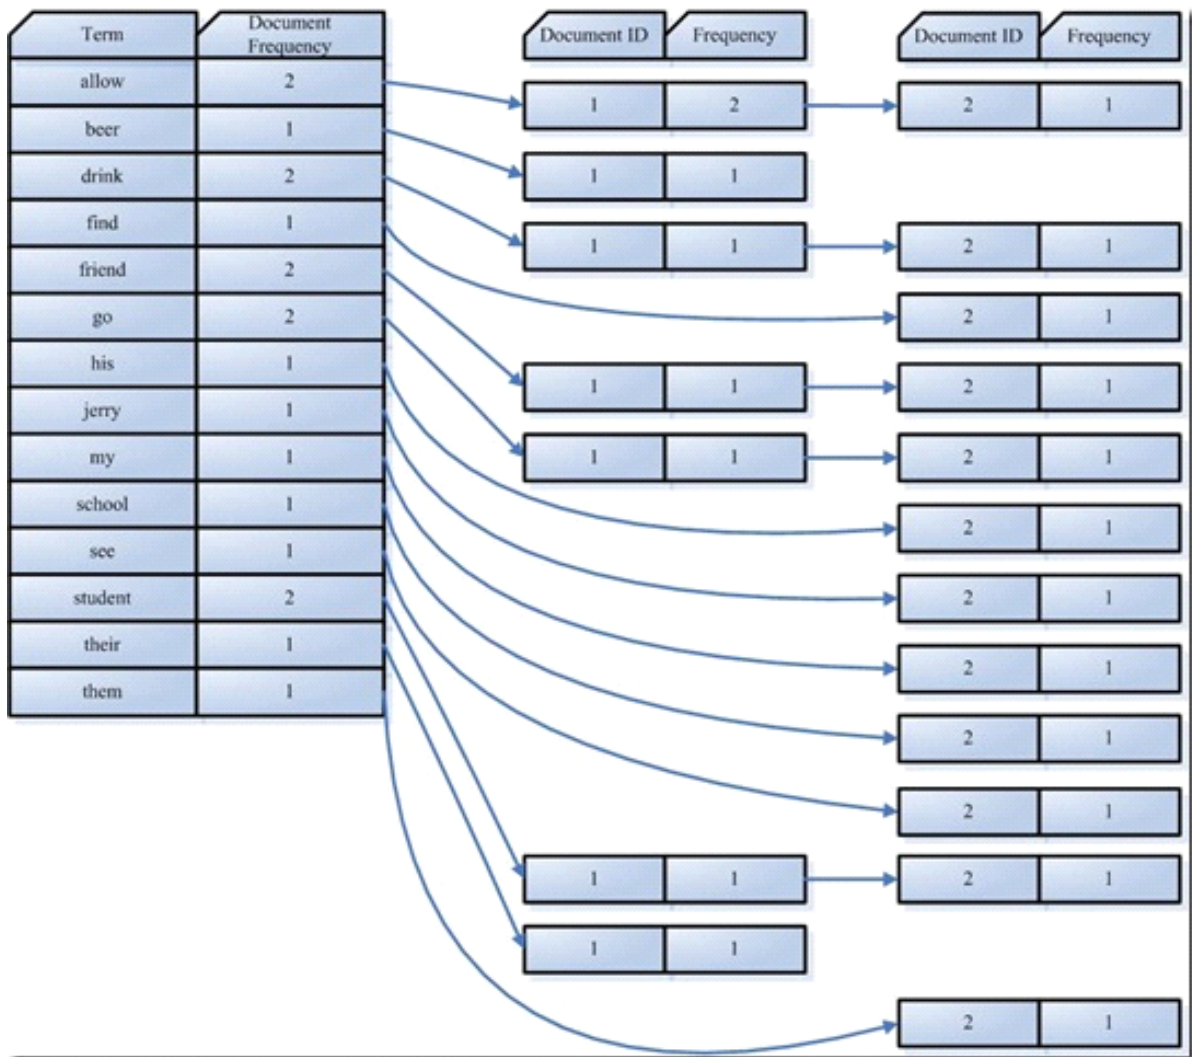 Term Document Frequency Document ID Frequency Document ID Frequency
allow 2 1 2 2 1
beer 1 1 1
drink 2 1 1 2 1
find 1 2 1
friend 2 1 1 2 1
go 2 1 1 2 1
his 1 2 1
jerry 1 2 1
my 1 2 1
school 1 2 1
see 1 2 1
student 2 1 1 2 1
their 1 1 1
them 1 2 1